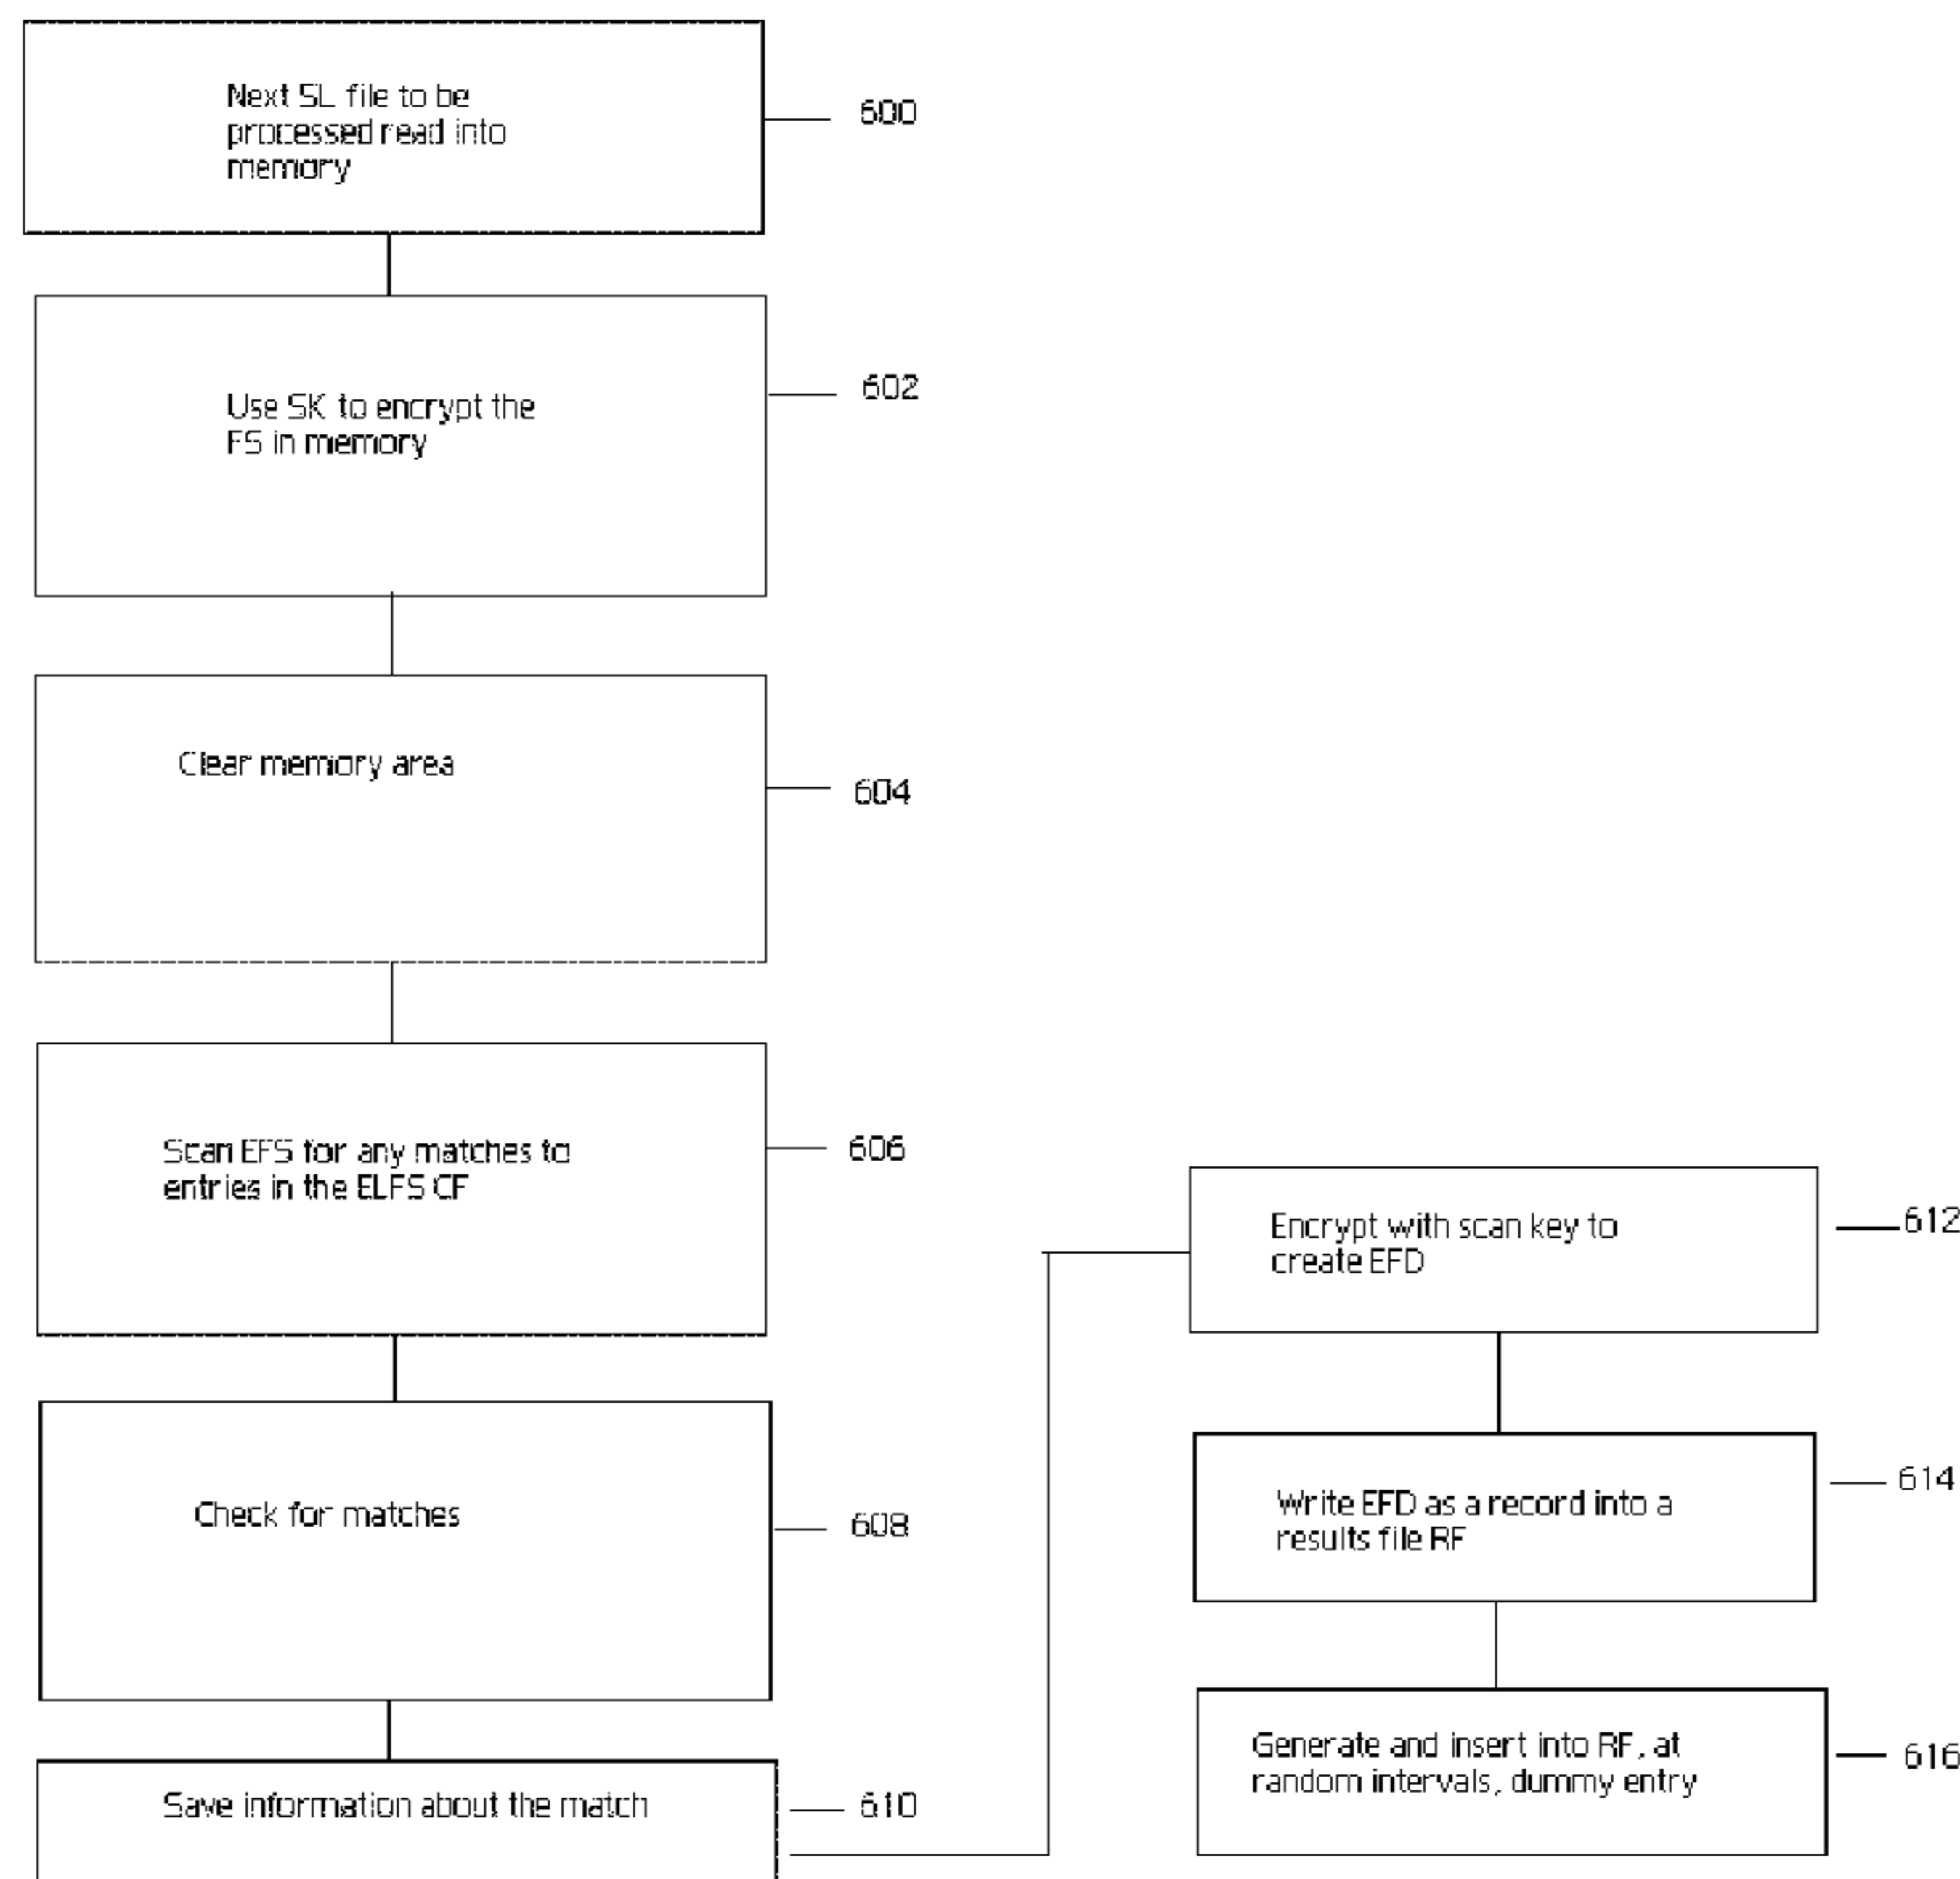 Next SL file to be
processed read into
memory
600
Use SK to encrypt the
FS in memory
602
Clear memory area
604
Scan EFS for any matches to
entries in the ELFS CF
606
Check for matches
608
Save information about the match
610
Encrypt with scan key to
create EFD
612
Write EFD as a record into a
results file RF
614
Generate and insert into RF, at
random intervals, dummy entry
616